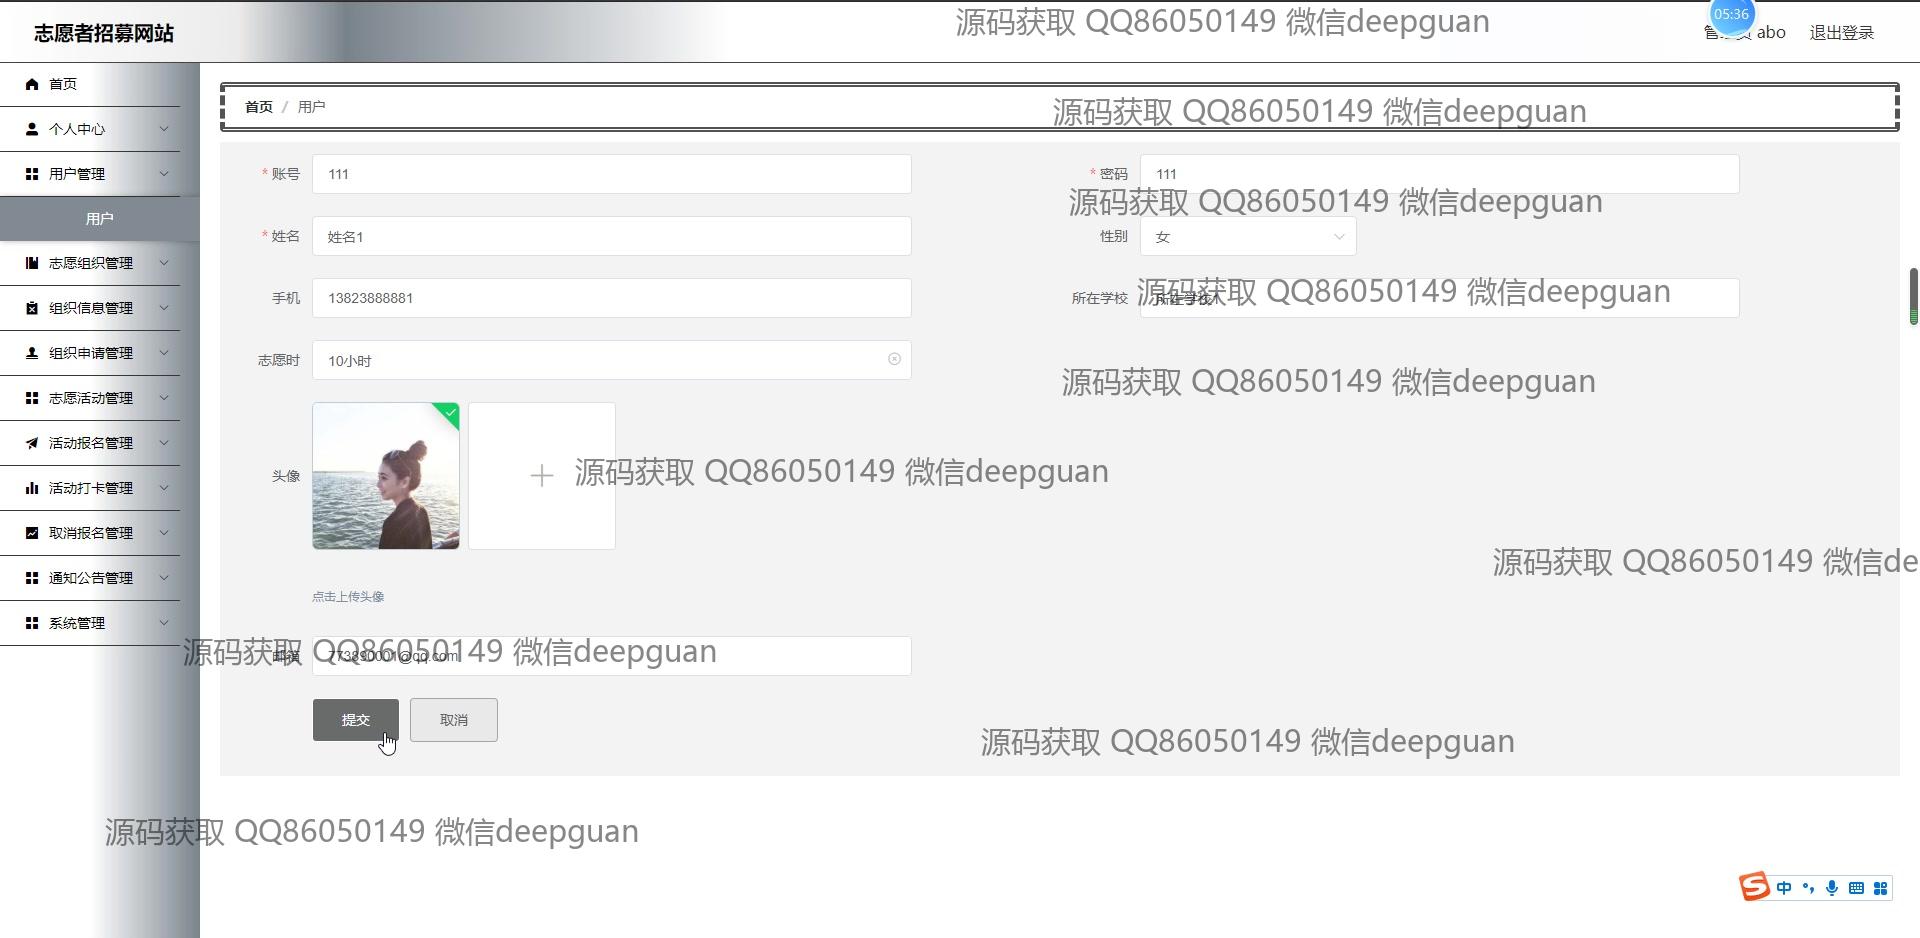 志愿者招募网站
源码获取 QQ86050149 微信deepguan
05:36
abo
退出登录
首页
个人中心
用户管理
用户
志愿组织管理
组织信息管理
组织申请管理
志愿活动管理
活动报名管理
活动打卡管理
取消报名管理
通知公告管理
系统管理
首页 / 用户
源码获取 QQ86050149 微信deepguan
* 账号 111
* 密码 111
源码获取 QQ86050149 微信deepguan
* 姓名 姓名1
性别 女
手机 13823888881
所在学校
源码获取 QQ86050149 微信deepguan
志愿时 10小时
源码获取 QQ86050149 微信deepguan
头像
源码获取 QQ86050149 微信deepguan
源码获取 QQ86050149 微信de
点击上传头像
邮箱 773890001@qq.com
源码获取 QQ86050149 微信deepguan
提交
取消
源码获取 QQ86050149 微信deepguan
源码获取 QQ86050149 微信deepguan
中